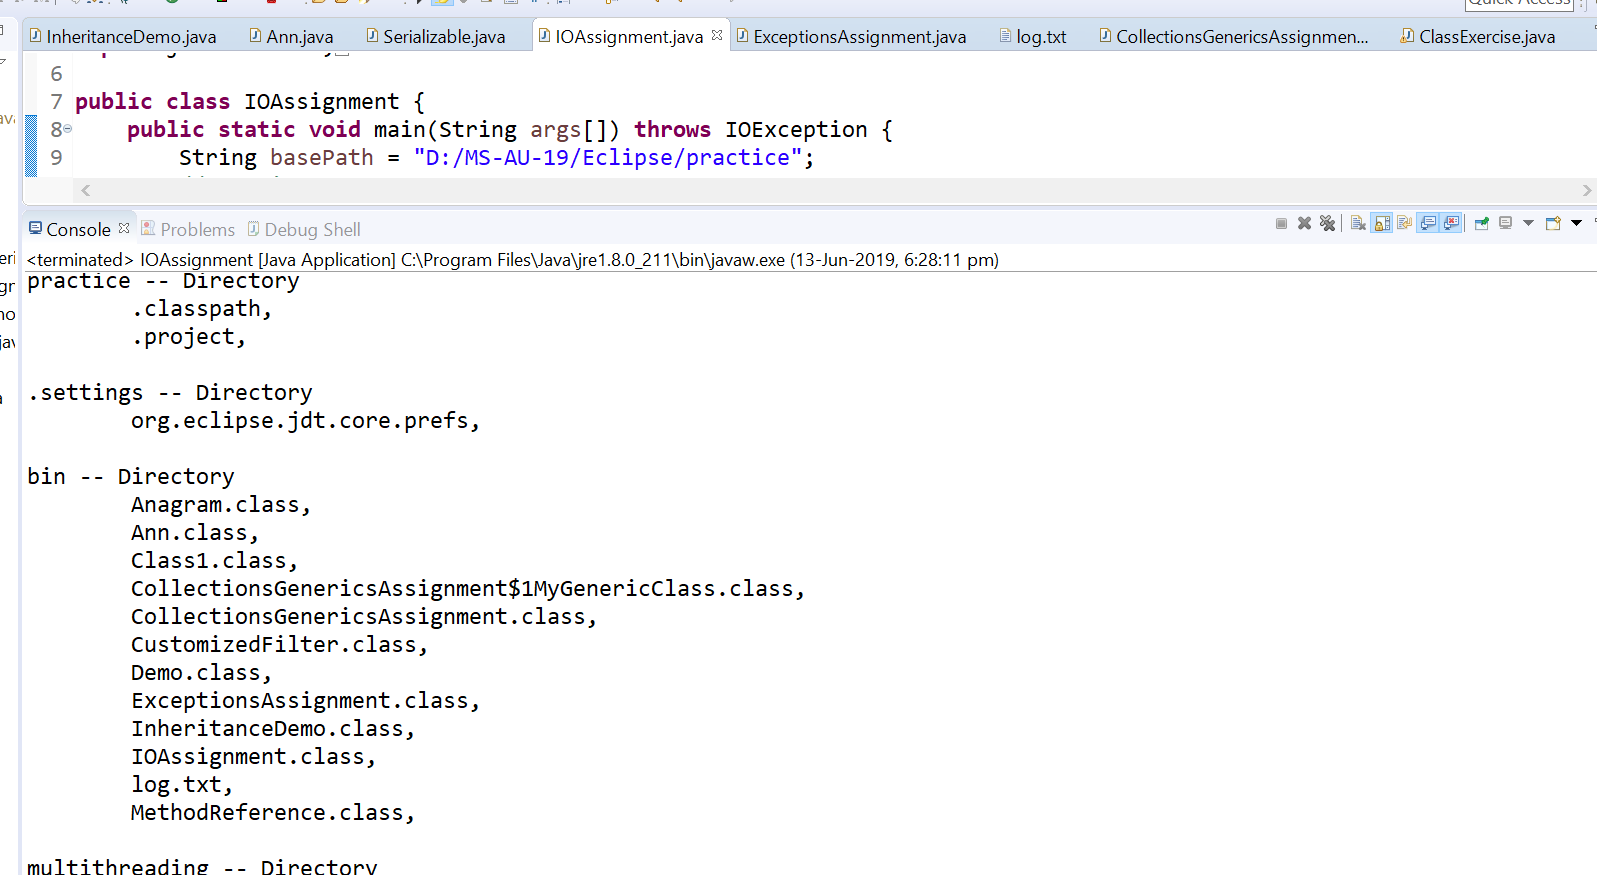 Quick Access
InheritanceDemo.java Ann.java Serializable.java IOAssignment.java ExceptionsAssignment.java log.txt CollectionsGenericsAssignmen... ClassExercise.java
6
7 public class IOAssignment {
8 public static void main(String args[]) throws IOException {
9 String basePath = "D:/MS-AU-19/Eclipse/practice";
Console Problems Debug Shell
<terminated> IOAssignment [Java Application] C:\Program Files\Java\jre1.8.0_211\bin\javaw.exe (13-Jun-2019, 6:28:11 pm)
practice -- Directory
.classpath,
.project,
.settings -- Directory
org.eclipse.jdt.core.prefs,
bin -- Directory
Anagram.class,
Ann.class,
Class1.class,
CollectionsGenericsAssignment$1MyGenericClass.class,
CollectionsGenericsAssignment.class,
CustomizedFilter.class,
Demo.class,
ExceptionsAssignment.class,
InheritanceDemo.class,
IOAssignment.class,
log.txt,
MethodReference.class,
multithreading -- Directory